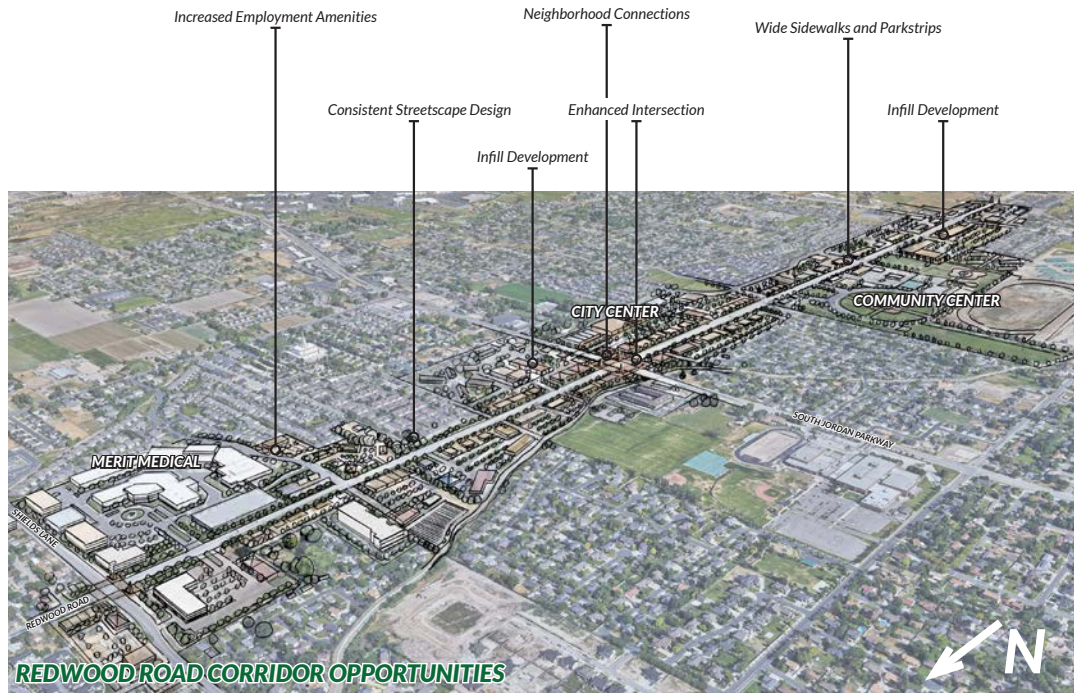 Increased Employment Amenities
Neighborhood Connections
Wide Sidewalks and Parkstrips
Consistent Streetscape Design
Enhanced Intersection
Infill Development
Infill Development
CITY CENTER
COMMUNITY CENTER
SOUTH JORDAN PARKWAY
MERIT MEDICAL
SHIELDS LANE
REDWOOD ROAD
REDWOOD ROAD CORRIDOR OPPORTUNITIES
N